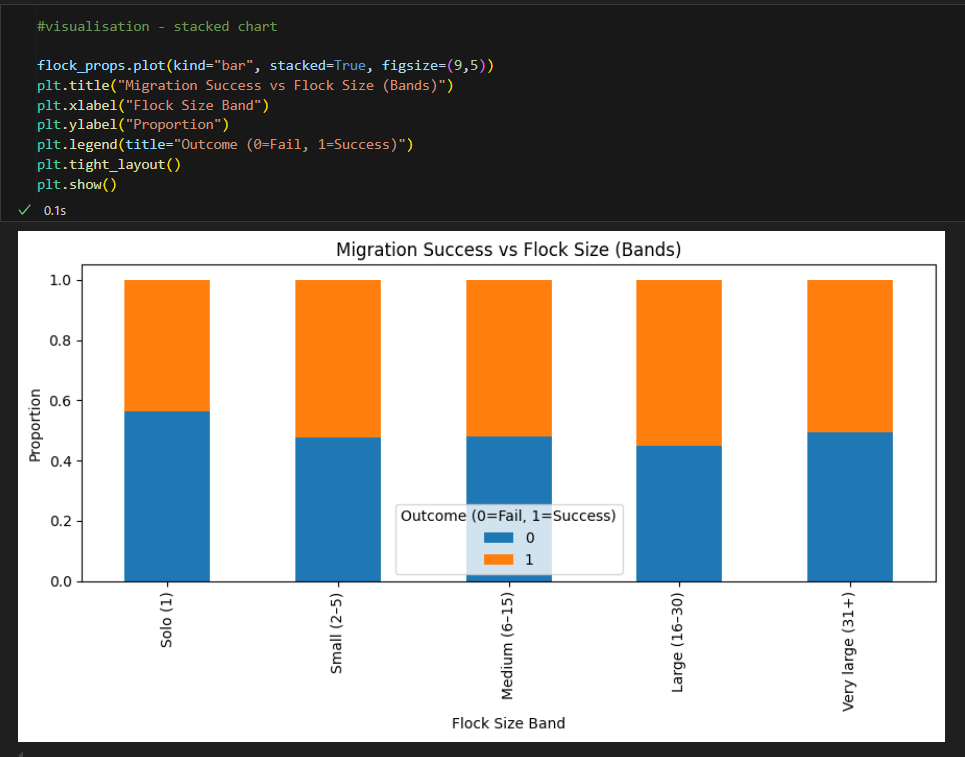 #visualisation - stacked chart
flock_props.plot(kind="bar", stacked=True, figsize=(9,5))
plt.title("Migration Success vs Flock Size (Bands)")
plt.xlabel("Flock Size Band")
plt.ylabel("Proportion")
plt.legend(title="Outcome (0=Fail, 1=Success)")
plt.tight_layout()
plt.show()
0.1s
Migration Success vs Flock Size (Bands)
1.0
0.8
0.6
0.4
0.2
0.0
Proportion
Outcome (0=Fail, 1=Success)
0
1
Solo (1)
Small (2–5)
Medium (6–15)
Large (16–30)
Very large (31+)
Flock Size Band